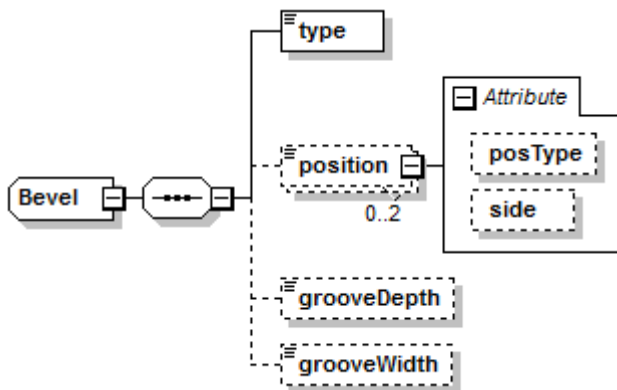 type
Attribute
posType
position
Bevel
side
0..2
grooveDepth
grooveWidth